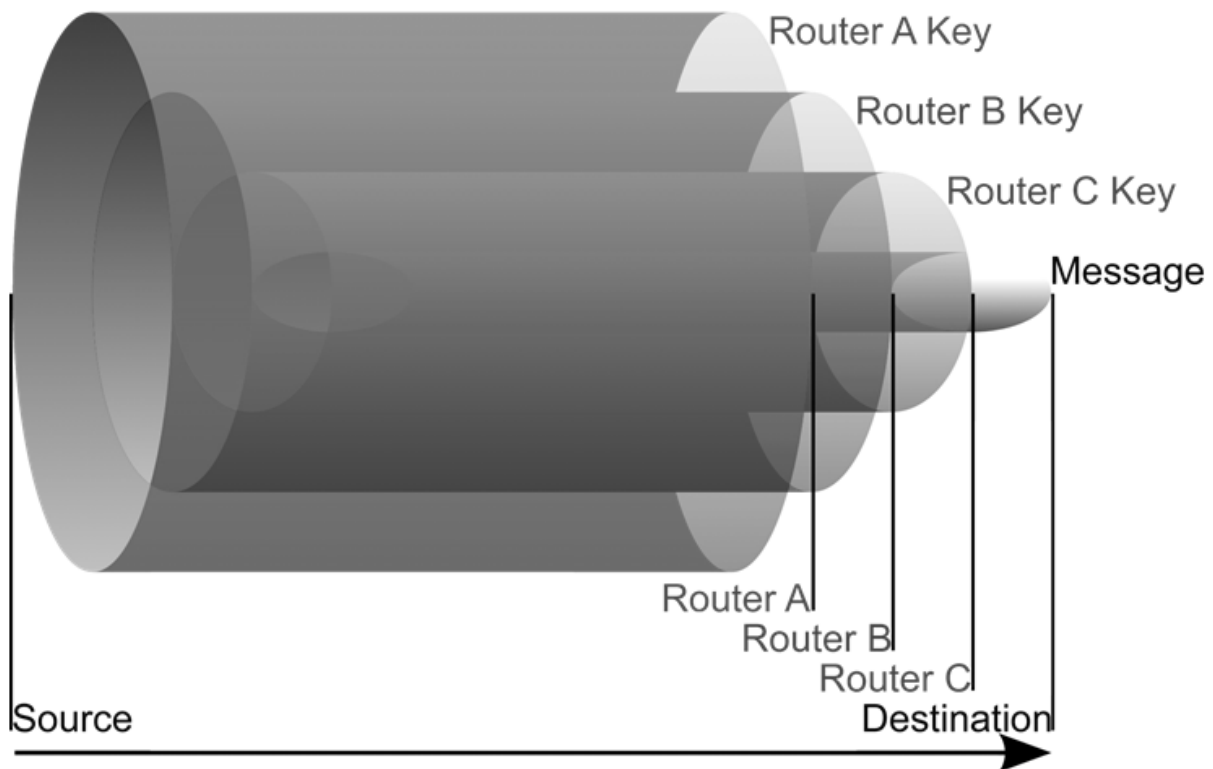 Router A Key
Router B Key
Router C Key
Message
Router A
Router B
Router C
Source
Destination